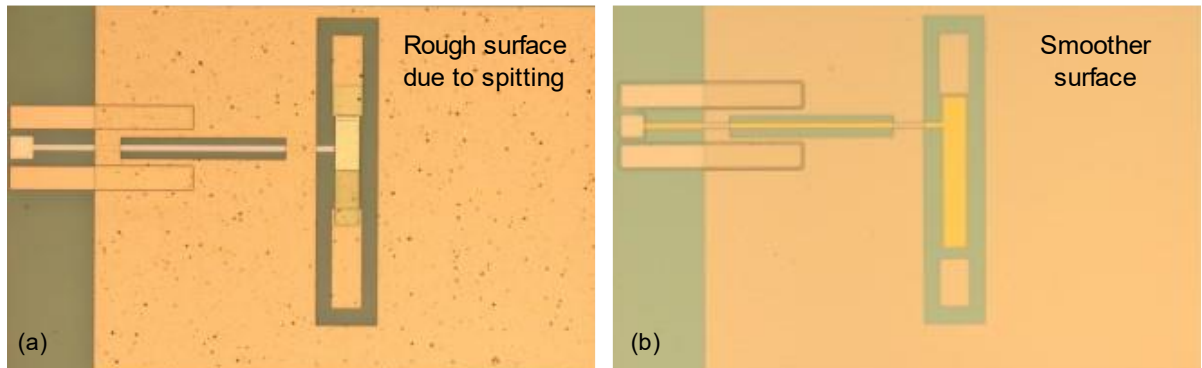 Rough surface
due to spitting
(a)
Smoother
surface
(b)